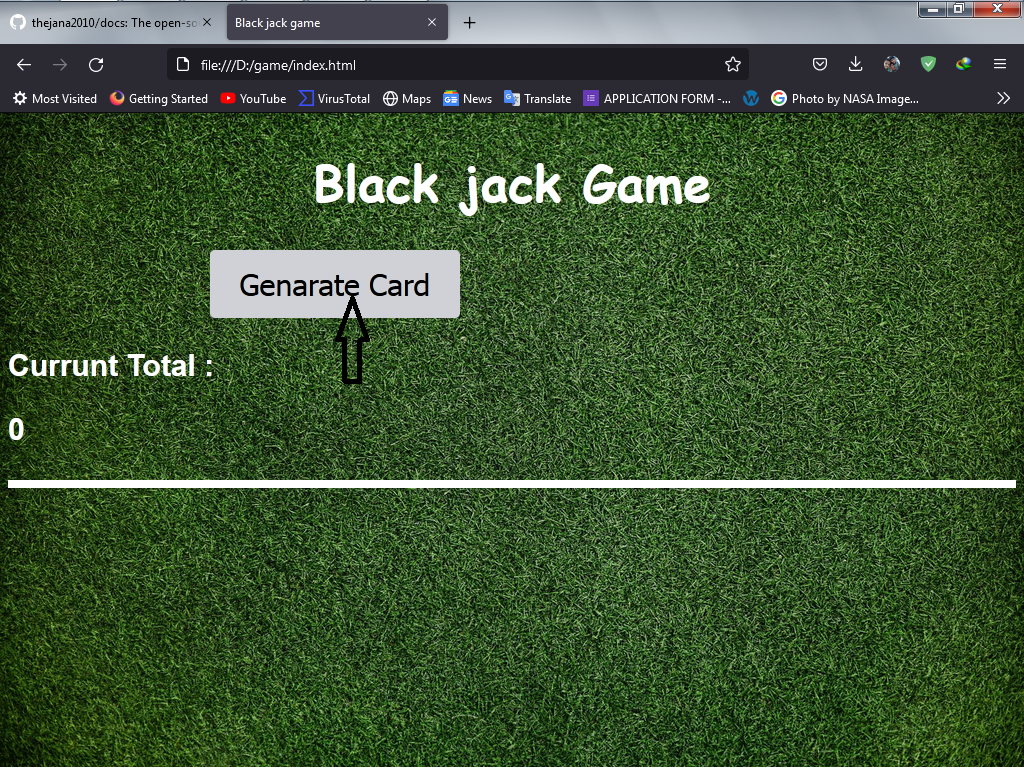 thejana2010/docs: The open-so
Black jack game
file:///D:/game/index.html
Most Visited
Getting Started
YouTube
VirusTotal
Maps
News
Translate
APPLICATION FORM -...
Photo by NASA Image...
Black jack Game
Genarate Card
Currunt Total :
0